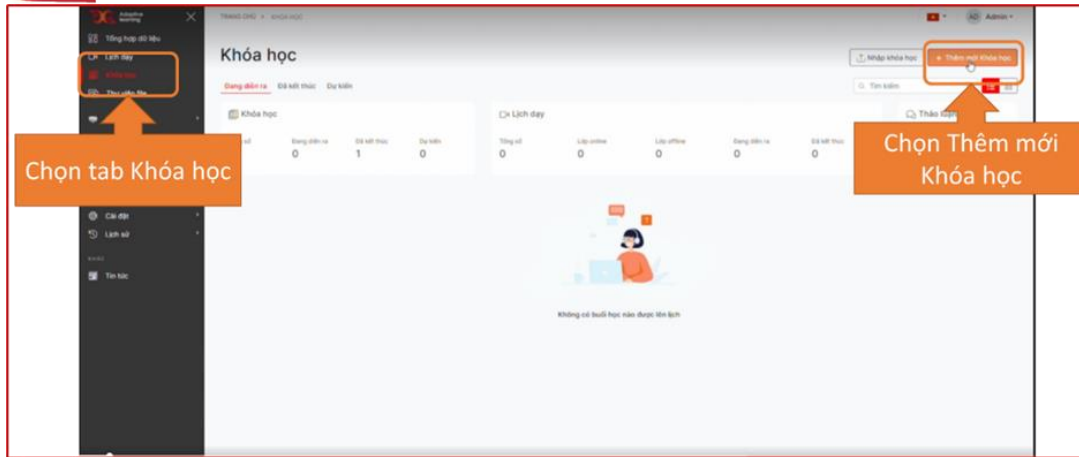 Adaptive
learning
TRANG CHỦ > KHÓA HỌC
AD Admin
Tổng hợp dữ liệu
Lịch dạy
Khóa học
Thư viện file
Khóa học
Nhập khóa học
+ Thêm mới Khóa học
Đang diễn ra Đã kết thúc Dự kiến
Tìm kiếm
Khóa học
Lịch dạy
Thảo luận
Đang diễn ra Đã kết thúc Dự kiến
0 1 0
Tổng số Lớp online Lớp offline Đang diễn ra Đã kết thúc
0 0 0 0 0
Chọn tab Khóa học
Chọn Thêm mới
Khóa học
Cài đặt
Lịch sử
KHÁC
Tin tức
Không có buổi học nào được lên lịch